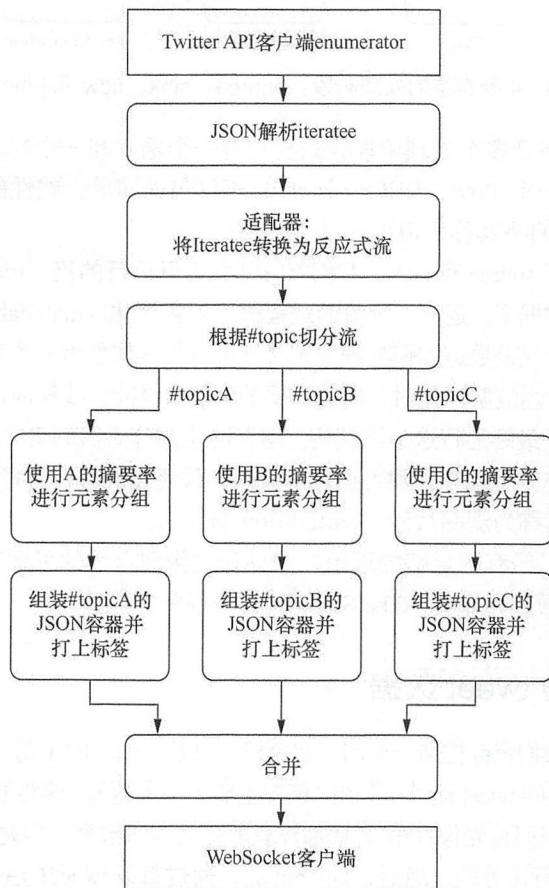 Twitter API客户端enumerator
JSON解析iteratee
适配器：
将Iteratee转换为反应式流
根据#topic切分流
#topicA
#topicB
#topicC
使用A的摘要率
进行元素分组
使用B的摘要率
进行元素分组
使用C的摘要率
进行元素分组
组装#topicA的
JSON容器并
打上标签
组装#topicB的
JSON容器并
打上标签
组装#topicC的
JSON容器并
打上标签
合并
WebSocket客户端